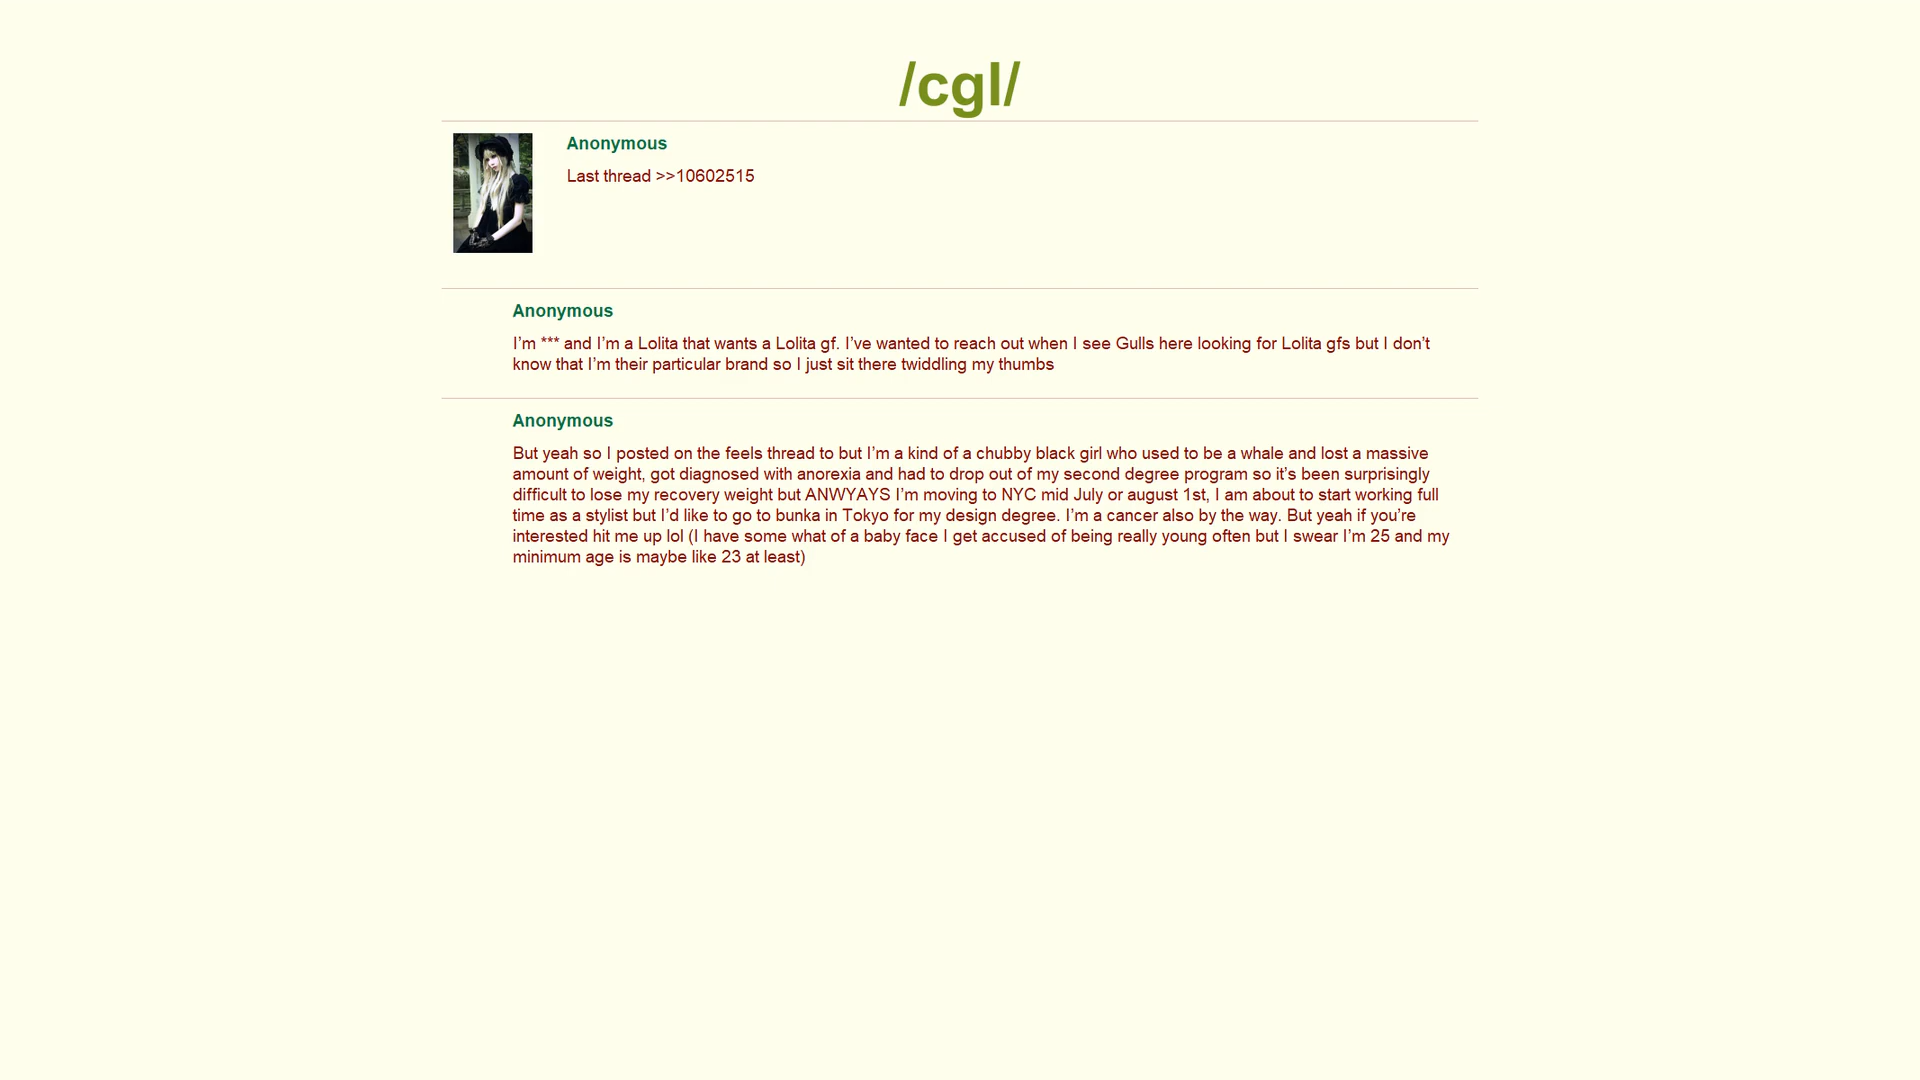 /cgl/
Anonymous
Last thread >>10602515
Anonymous
I’m *** and I’m a Lolita that wants a Lolita gf. I’ve wanted to reach out when I see Gulls here looking for Lolita gfs but I don’t
know that I’m their particular brand so I just sit there twiddling my thumbs
Anonymous
But yeah so I posted on the feels thread to but I’m a kind of a chubby black girl who used to be a whale and lost a massive
amount of weight, got diagnosed with anorexia and had to drop out of my second degree program so it’s been surprisingly
difficult to lose my recovery weight but ANWYAYS I’m moving to NYC mid July or august 1st, I am about to start working full
time as a stylist but I’d like to go to bunka in Tokyo for my design degree. I’m a cancer also by the way. But yeah if you’re
interested hit me up lol (I have some what of a baby face I get accused of being really young often but I swear I’m 25 and my
minimum age is maybe like 23 at least)